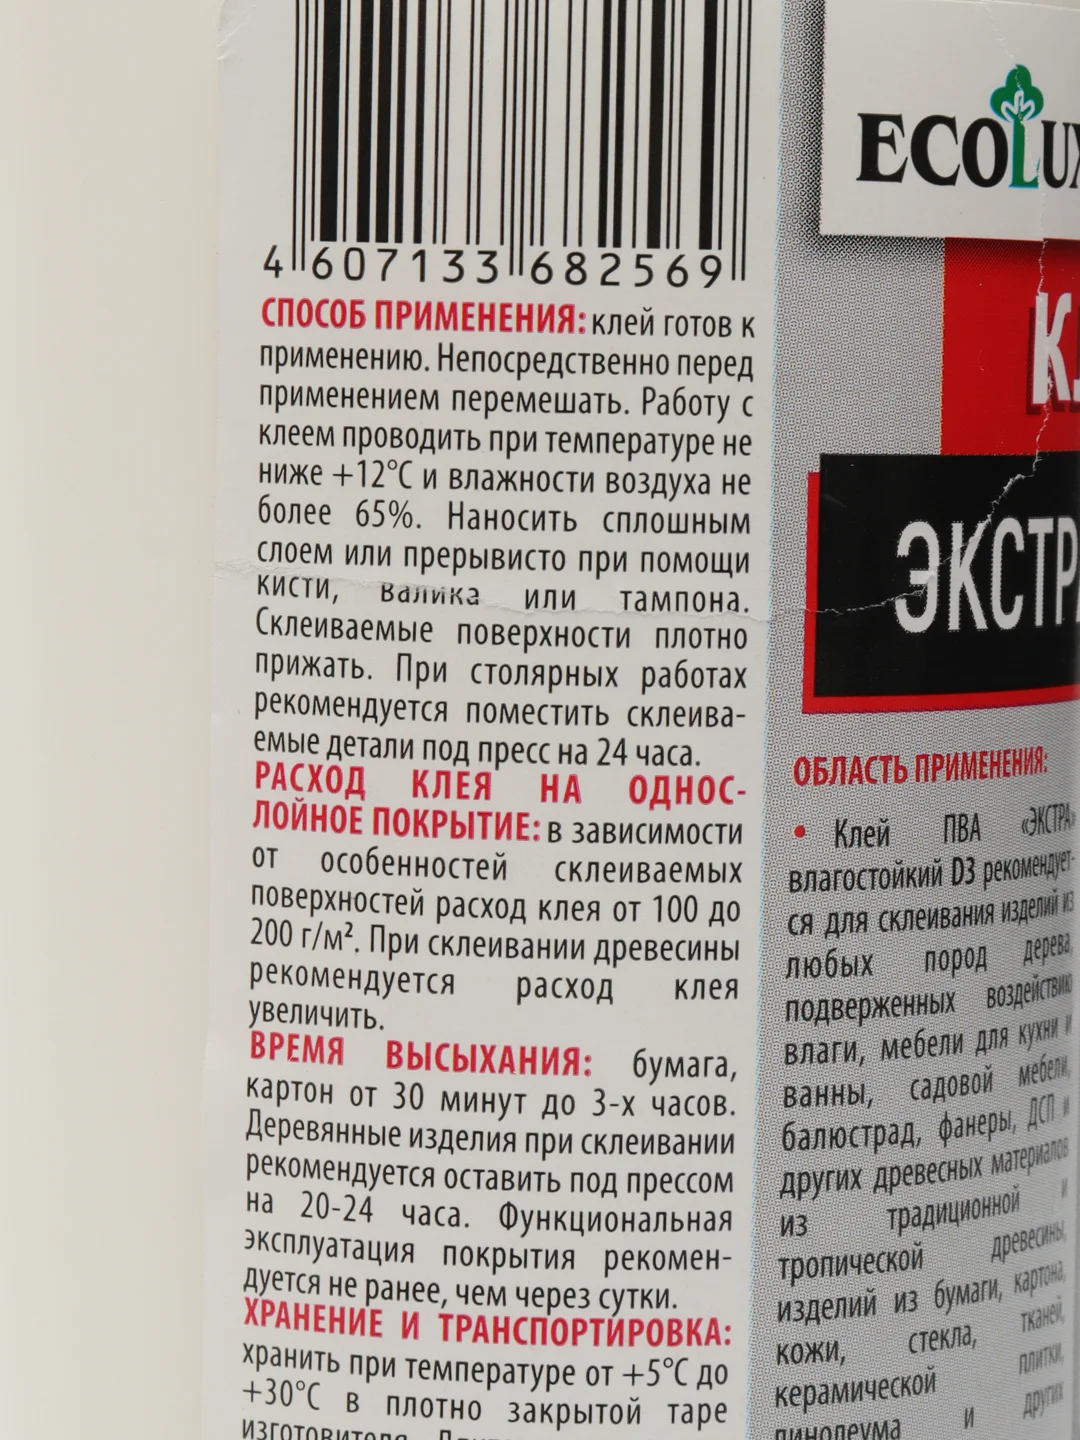 4 607133 682569
СПОСОБ ПРИМЕНЕНИЯ: клей готов к
применению. Непосредственно перед
применением перемешать. Работу с
клеем проводить при температуре не
ниже +12°С и влажности воздуха не
более 65%. Наносить сплошным
слоем или прерывисто при помощи
кисти, валика или тампона.
Склеиваемые поверхности плотно
прижать. При столярных работах
рекомендуется поместить склеива-
емые детали под пресс на 24 часа.
РАСХОД КЛЕЯ НА ОДНОС-
ЛОЙНОЕ ПОКРЫТИЕ: в зависимости
от особенностей склеиваемых
поверхностей расход клея от 100 до
200 г/м². При склеивании древесины
рекомендуется расход клея
увеличить.
ВРЕМЯ ВЫСЫХАНИЯ: бумага,
картон от 30 минут до 3-х часов.
Деревянные изделия при склеивании
рекомендуется оставить под прессом
на 20-24 часа. Функциональная
эксплуатация покрытия рекомен-
дуется не ранее, чем через сутки.
ХРАНЕНИЕ И ТРАНСПОРТИРОВКА:
хранить при температуре от +5°С до
+30°С в плотно закрытой таре
изготовителя.
ECOLUX
ЭКСТРА
ОБЛАСТЬ ПРИМЕНЕНИЯ:
• Клей ПВА «ЭКСТРА»
влагостойкий D3 рекомендует-
ся для склеивания изделий из
любых пород дерева,
подверженных воздействию
влаги, мебели для кухни и
ванны, садовой мебели,
балюстрад, фанеры, ДСП и
других древесных материалов
из традиционной и
тропической древесины,
изделий из бумаги, картона,
кожи, стекла, тканей,
керамической плитки,
линолеума и других